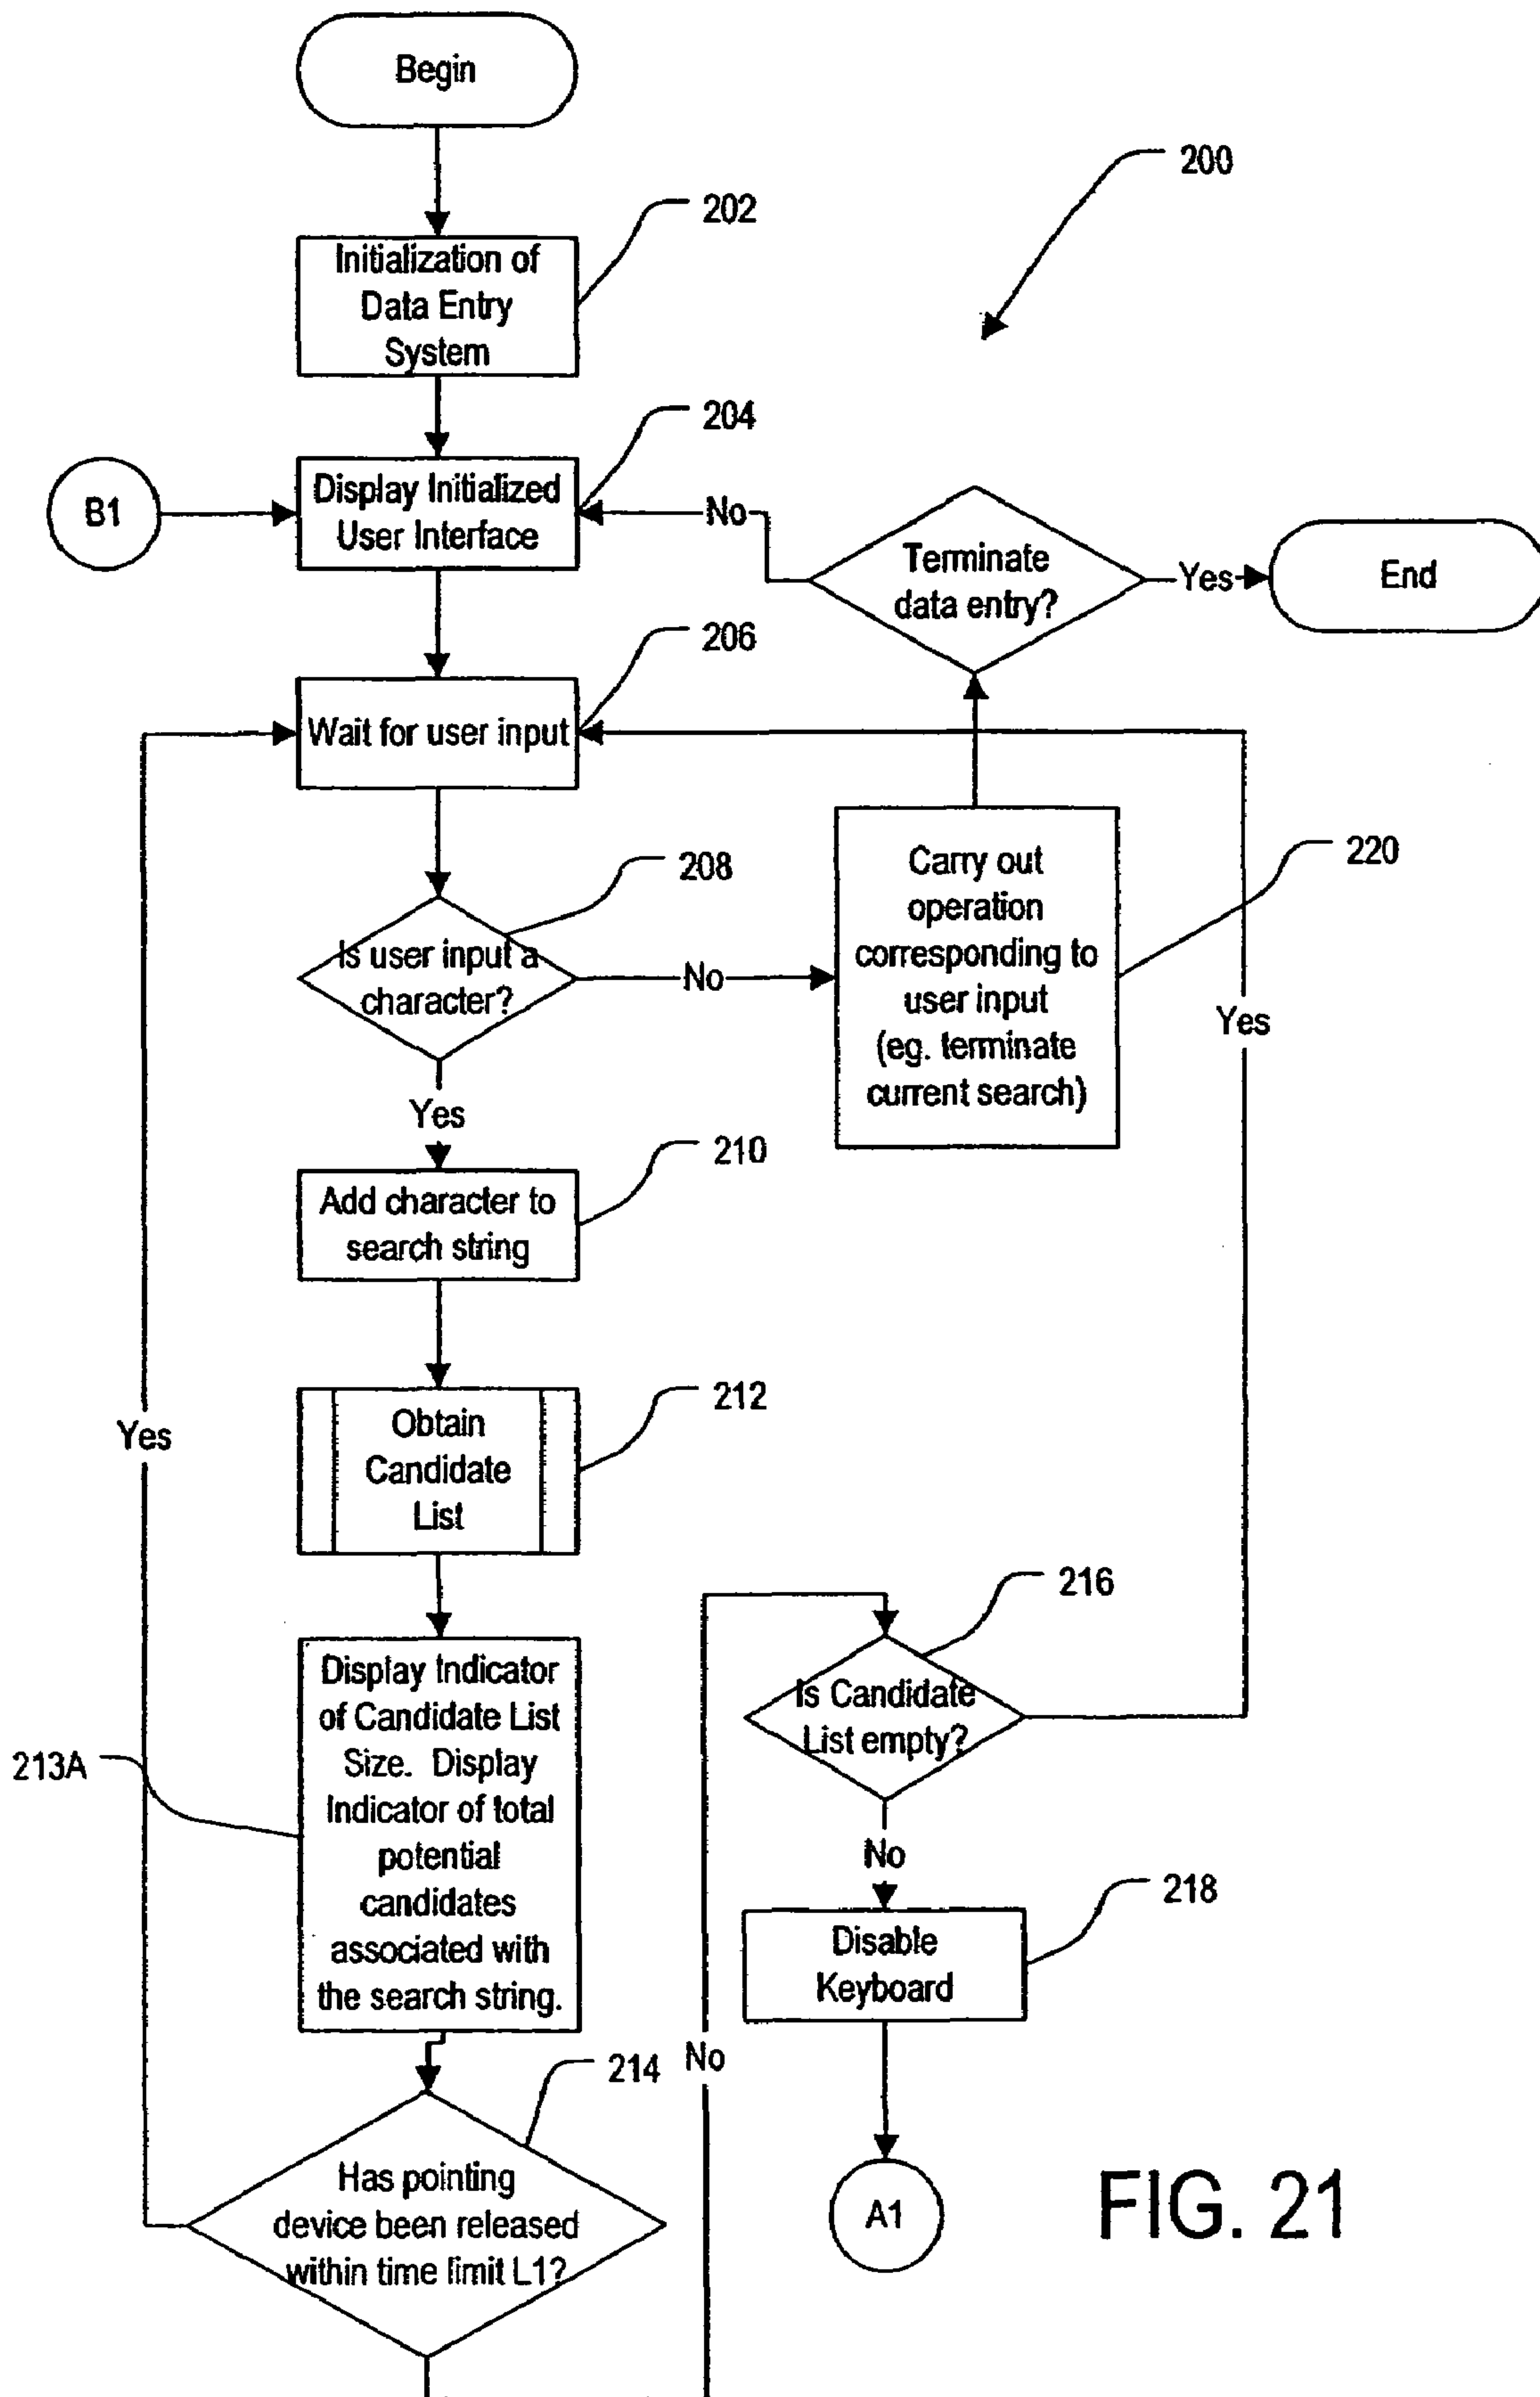 Begin
200
202
Initialization of
Data Entry
System
204
B1
Display Initialized
User Interface
No
Terminate
data entry?
Yes
End
206
Wait for user input
208
Is user input a
character?
No
Carry out
operation
corresponding to
user input
(eg. terminate
current search)
220
Yes
Yes
210
Add character to
search string
212
Obtain
Candidate
List
Yes
216
Is Candidate
List empty?
213A
Display Indicator
of Candidate List
Size. Display
Indicator of total
potential
candidates
associated with
the search string.
No
218
Disable
Keyboard
No
214
Has pointing
device been released
within time limit L1?
A1
FIG. 21